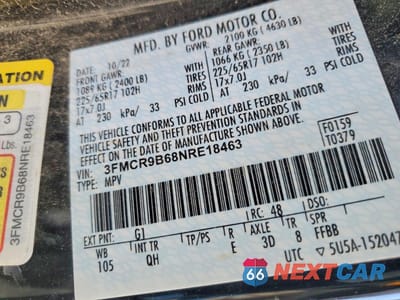 MFD. BY FORD MOTOR CO.
DATE: 10/22 GVWR: 2100 KG (4630 LB)
FRONT GAWR: REAR GAWR:
1089 KG (2400 LB) WITH 1066 KG (2350 LB) WITH
225/65R17 102H TIRES 225/65R17 102H TIRES
17x7.0J RIMS 17x7.0J RIMS
AT 230 kPa/ 33 PSI COLD AT 230 kPa/ 33 PSI COLD
THIS VEHICLE CONFORMS TO ALL APPLICABLE FEDERAL MOTOR
VEHICLE SAFETY AND THEFT PREVENTION STANDARDS IN EFFECT
ON THE DATE OF MANUFACTURE SHOWN ABOVE.
VIN: 3FMCR9B68NRE18463 F0159
TYPE: MPV T0379
EXT PNT: G1 RC: 48 DSO:
WB INT TR TP/PS R AXLE TR SPR
105 QH E 3D 8 FFBB
UTC 5U5A-152047
ATION
N
3
Lbs.
3FMCR9B68NRE18463
66 NEXTCAR